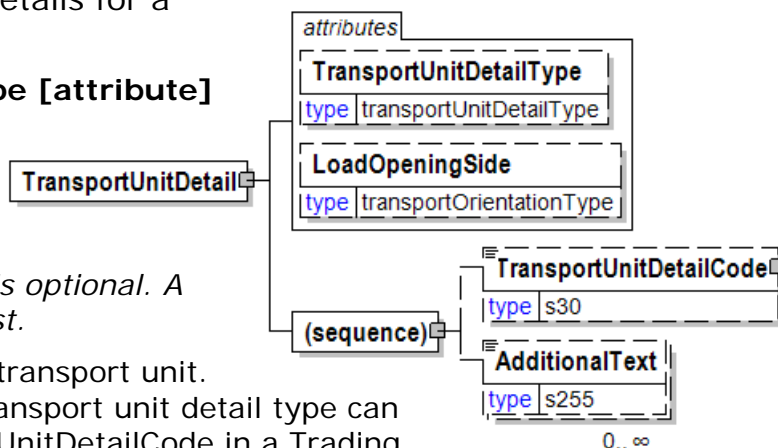 etails for a
attributes
TransportUnitDetailType
type transportUnitDetailType
pe [attribute]
LoadOpeningSide
type transportOrientationType
TransportUnitDetail
s optional. A
st.
TransportUnitDetailCode
type s30
(sequence)
transport unit.
AdditionalText
type s255
ansport unit detail type can
0..∞
UnitDetailCode in a Trading